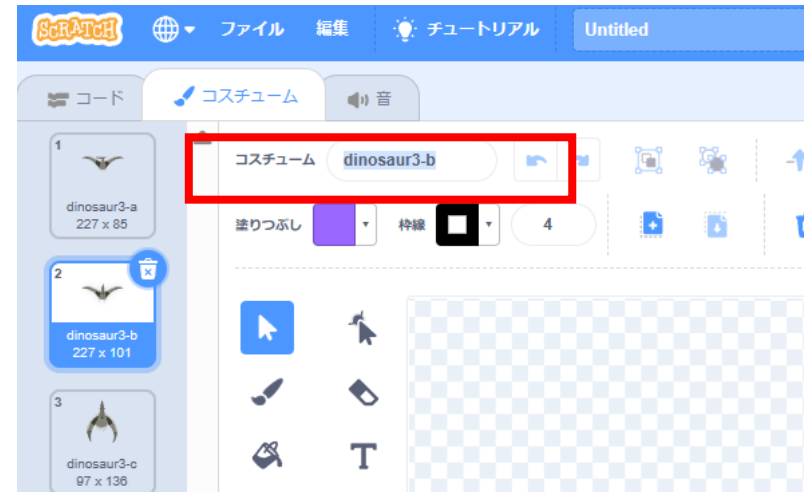 SCRATCH ファイル 編集 チュートリアル Untitled
コード コスチューム 音
1
dinosaur3-a
227 x 85
2
dinosaur3-b
227 x 101
3
dinosaur3-c
97 x 136
コスチューム dinosaur3-b
塗りつぶし 枠線 4
T